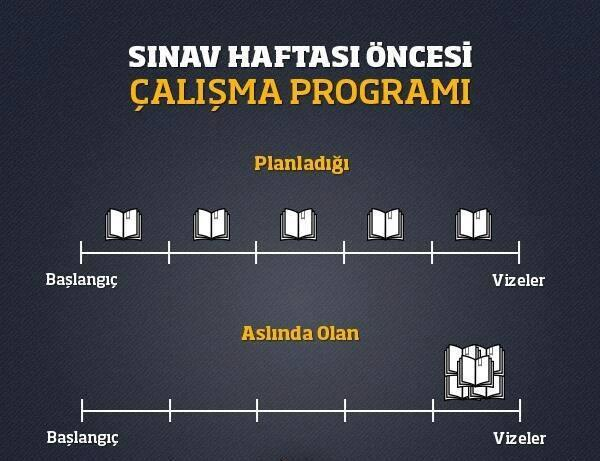 SINAV HAFTASI ÖNCESİ
ÇALIŞMA PROGRAMI
Planladığı
Başlangıç
Vizeler
Aslında Olan
Başlangıç
Vizeler